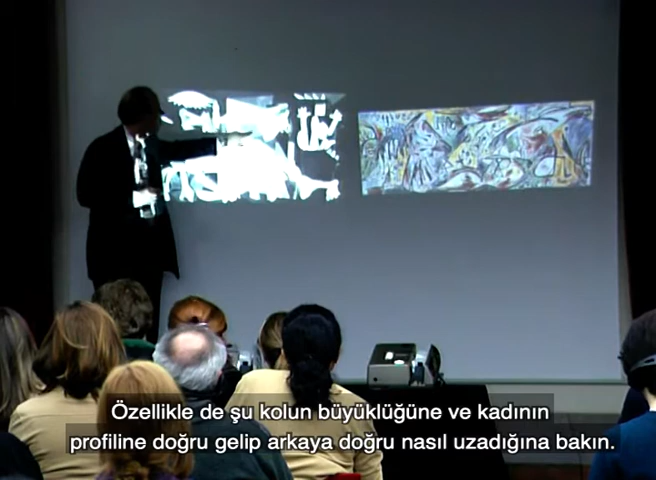 Özellikle de şu kolun büyüklüğüne ve kadının
profiline doğru gelip arkaya doğru nasıl uzadığına bakın.